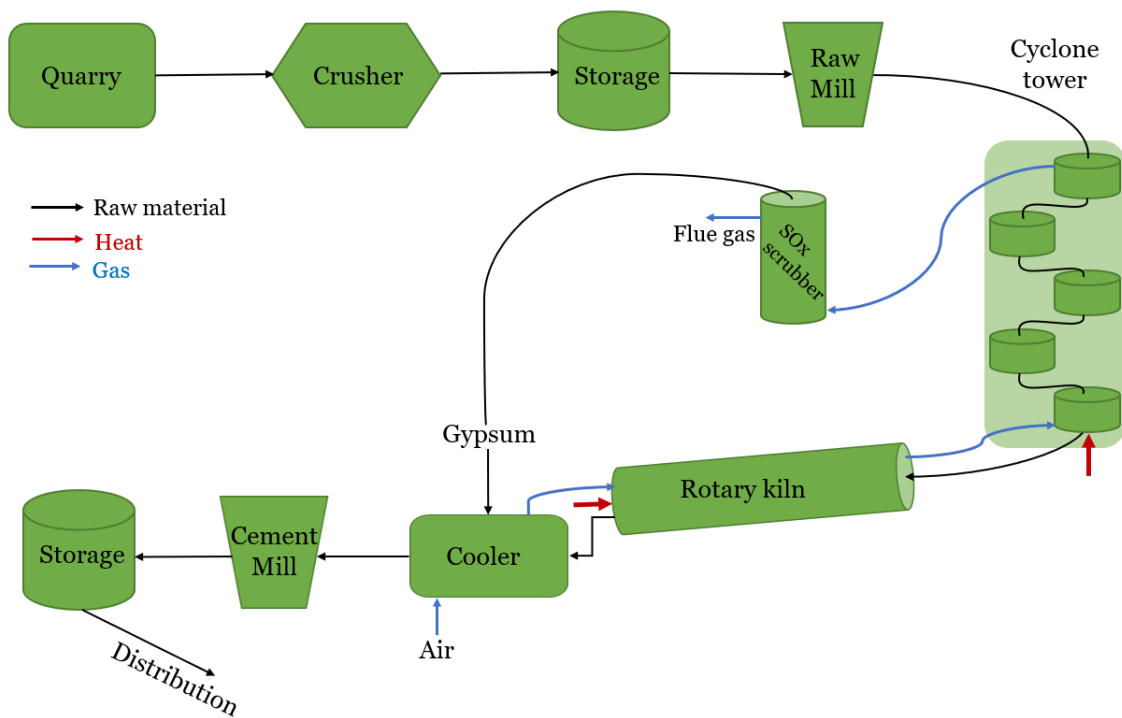 Quarry
Crusher
Storage
Raw
Mill
Cyclone
tower
Raw material
Heat
Gas
Flue gas
SOx
scrubber
Gypsum
Rotary kiln
Storage
Cement
Mill
Cooler
Air
Distribution